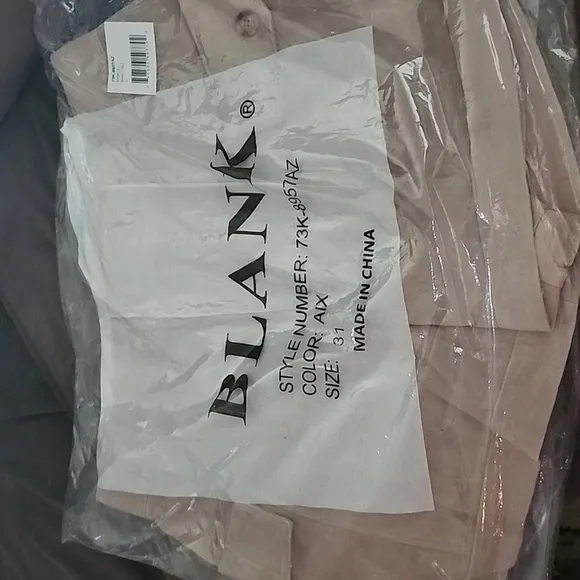 BLANK®
STYLE NUMBER: 73K-8957AZ
COLOR: AIX
SIZE: 31
MADE IN CHINA